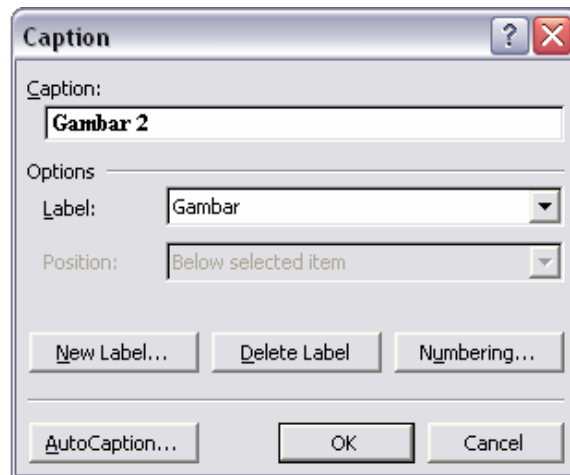 Caption
Caption:
Gambar 2
Options
Label: Gambar
Position: Below selected item
New Label... Delete Label Numbering...
AutoCaption... OK Cancel